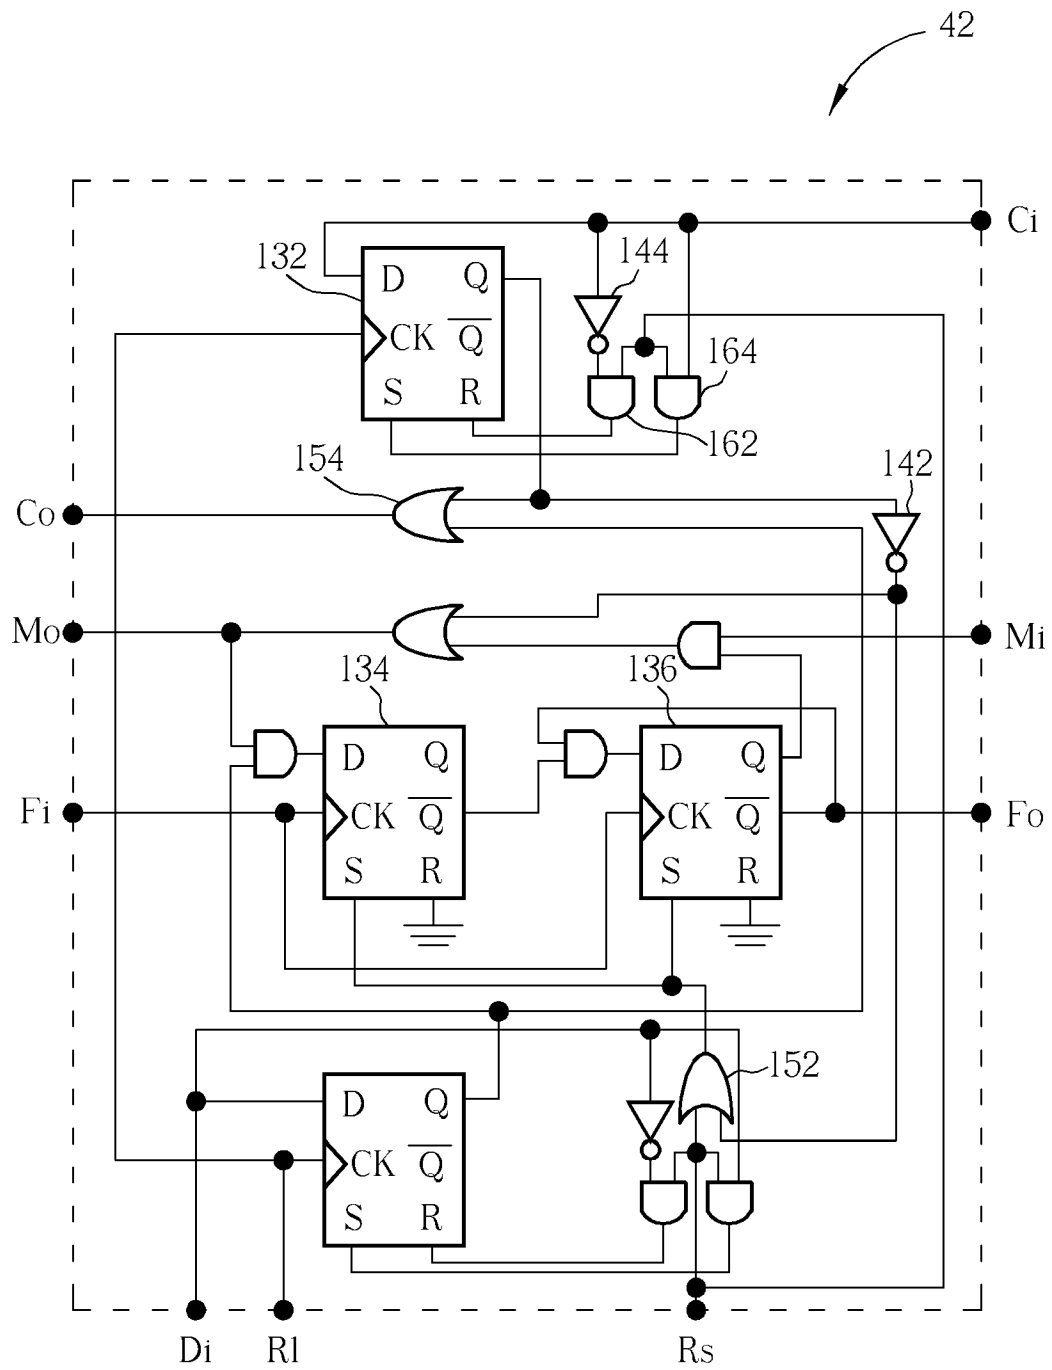 42
Ci
132
D Q
144
CK Q
164
S R
162
154
142
Co
Mo
Mi
134
136
D Q
D Q
Fi
CK Q
CK Q
Fo
S R
S R
152
D Q
CK Q
S R
Di
Rl
Rs